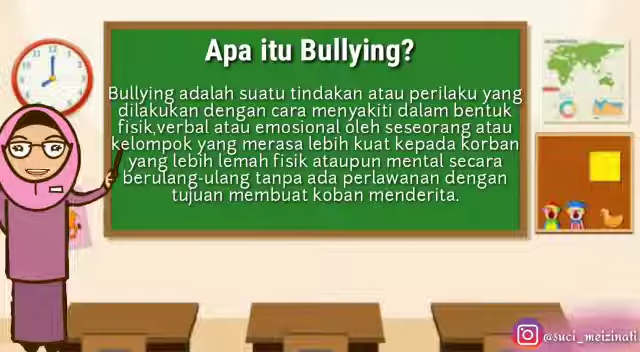 Apa itu Bullying?
Bullying adalah suatu tindakan atau perilaku yang
dilakukan dengan cara menyakiti dalam bentuk
fisik,verbal atau emosional oleh seseorang atau
kelompok yang merasa lebih kuat kepada korban
yang lebih lemah fisik ataupun mental secara
berulang-ulang tanpa ada perlawanan dengan
tujuan membuat koban menderita.
@suci_meizinati